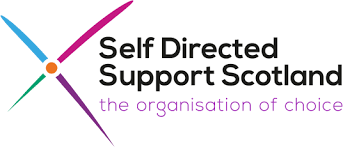 Self Directed
Support Scotland
the organisation of choice